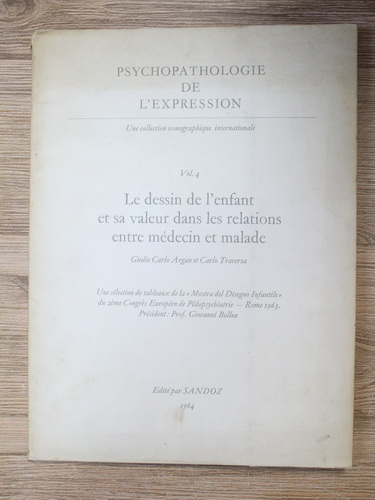 PSYCHOPATHOLOGIE
DE
L'EXPRESSION
Une collection iconographique internationale
Vol. 4
Le dessin de l'enfant
et sa valeur dans les relations
entre médecin et malade
Giulio Carlo Argan et Carlo Traversa
Une sélection de tableaux de la « Mostra del Disegno Infantile »
du 2ème Congrès Européen de Pédopsychiatrie — Rome 1963.
Président: Prof. Giovanni Bollea
Edité par SANDOZ
1964